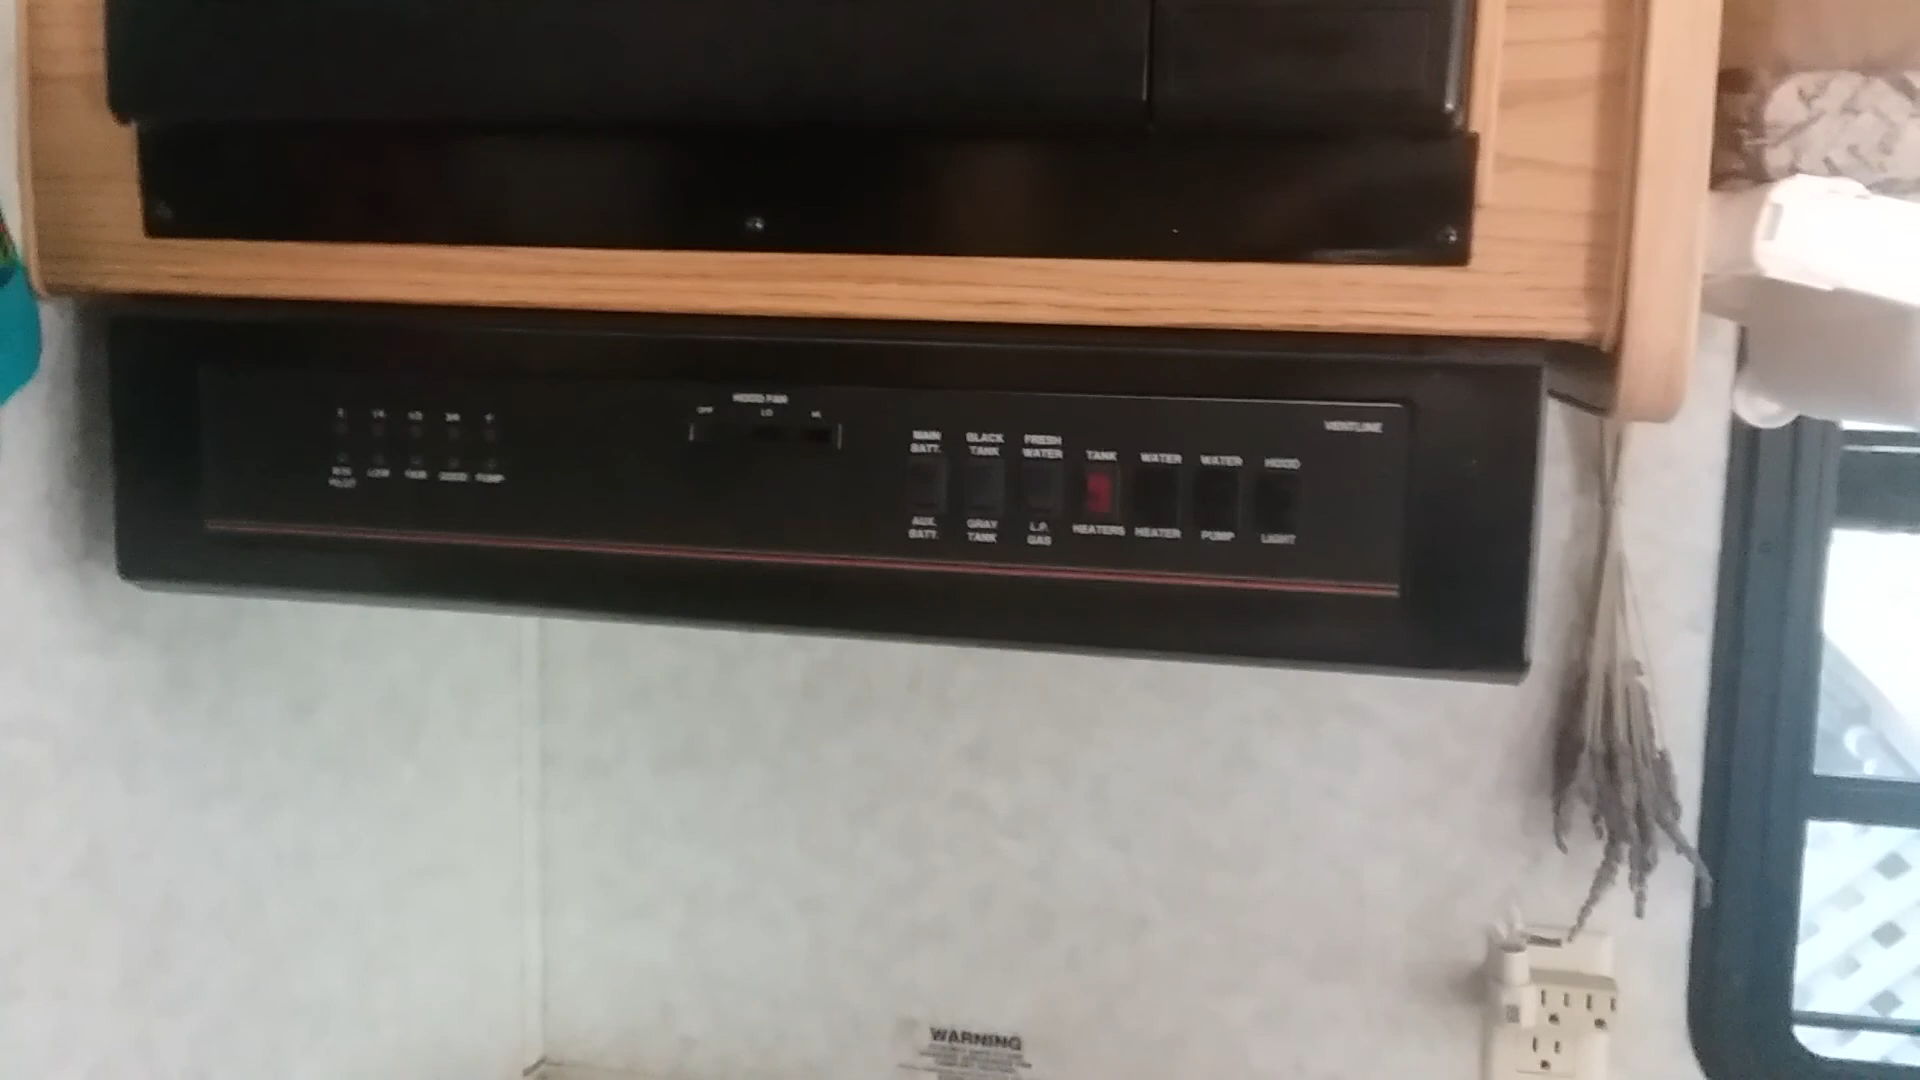 HOOD FAN
OFF LO HI
E 1/4 1/2 3/4 F
LOW FAIR GOOD PUMP
VENTLINE
MAIN BATT. BLACK TANK FRESH WATER TANK WATER WATER HOOD
AUX. BATT. GRAY TANK L.P. GAS HEATERS HEATER PUMP LIGHT
WARNING